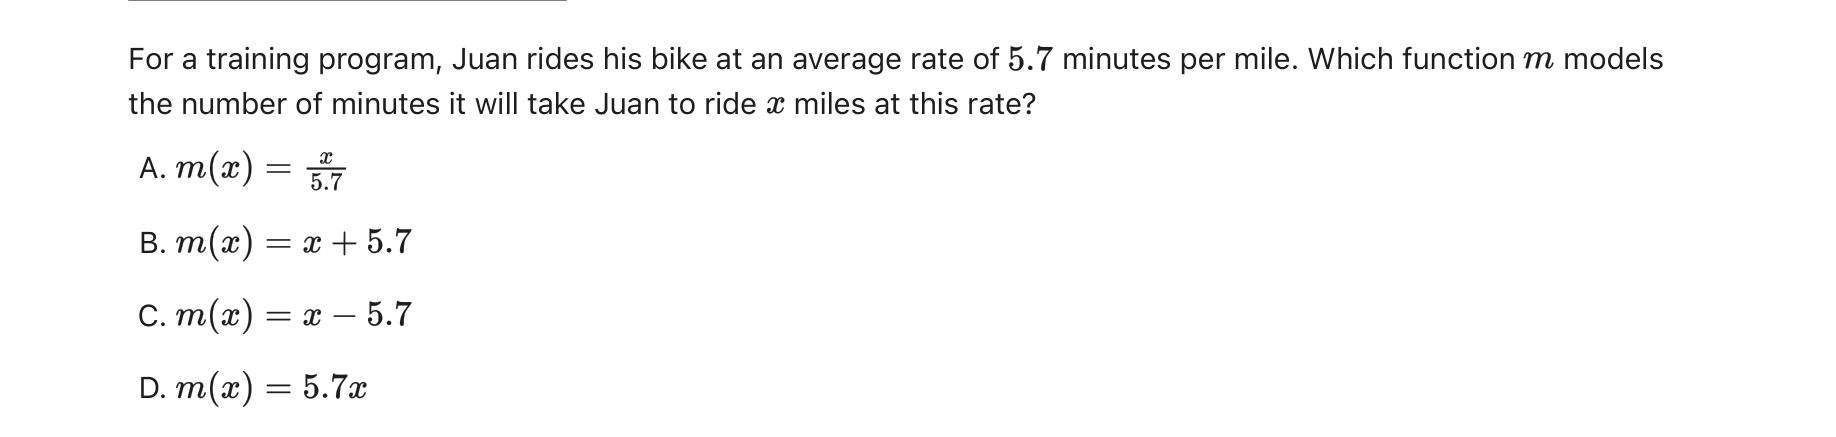 For a training program, Juan rides his bike at an average rate of 5.7 minutes per mile. Which function m models
the number of minutes it will take Juan to ride x miles at this rate?
A. m(x) = x/5.7
B. m(x) = x + 5.7
C. m(x) = x − 5.7
D. m(x) = 5.7x